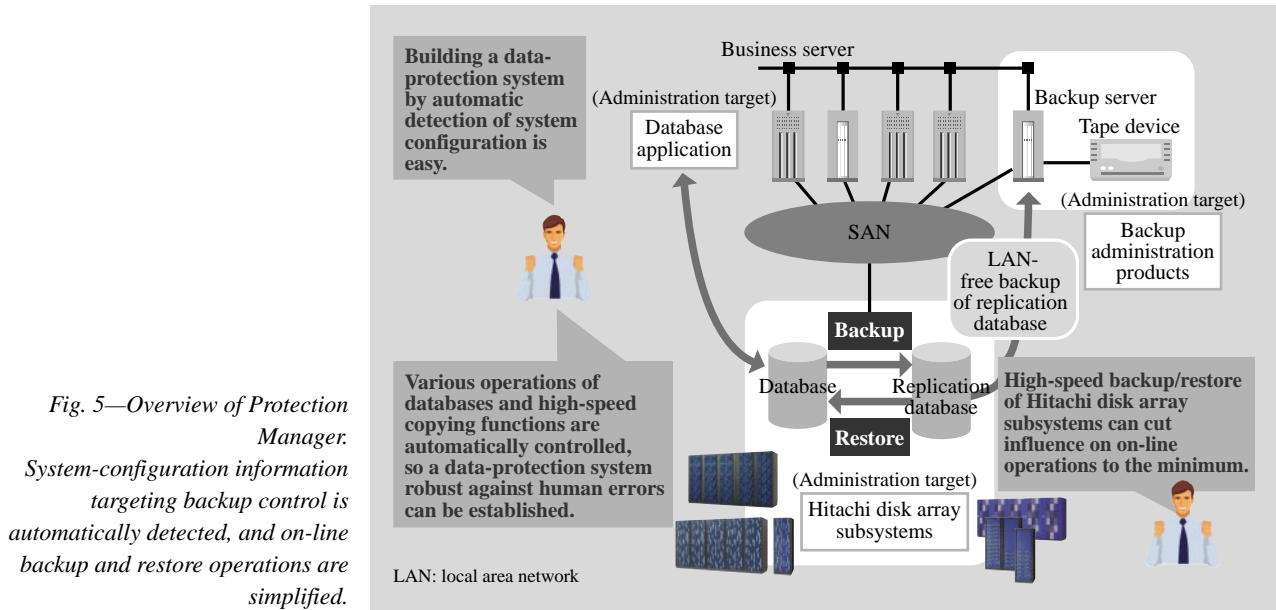 Fig. 5—Overview of Protection
Manager.
System-configuration information
targeting backup control is
automatically detected, and on-line
backup and restore operations are
simplified.
Building a data-
protection system
by automatic
detection of system
configuration is
easy.
Various operations of
databases and high-speed
copying functions are
automatically controlled,
so a data-protection system
robust against human errors
can be established.
Business server
(Administration target)
Database
application
Backup server
Tape device
(Administration target)
Backup
administration
products
SAN
LAN-
free backup
of replication
database
Backup
Database
Replication
database
Restore
High-speed backup/restore
of Hitachi disk array
subsystems can cut
influence on on-line
operations to the minimum.
(Administration target)
Hitachi disk array
subsystems
LAN: local area network